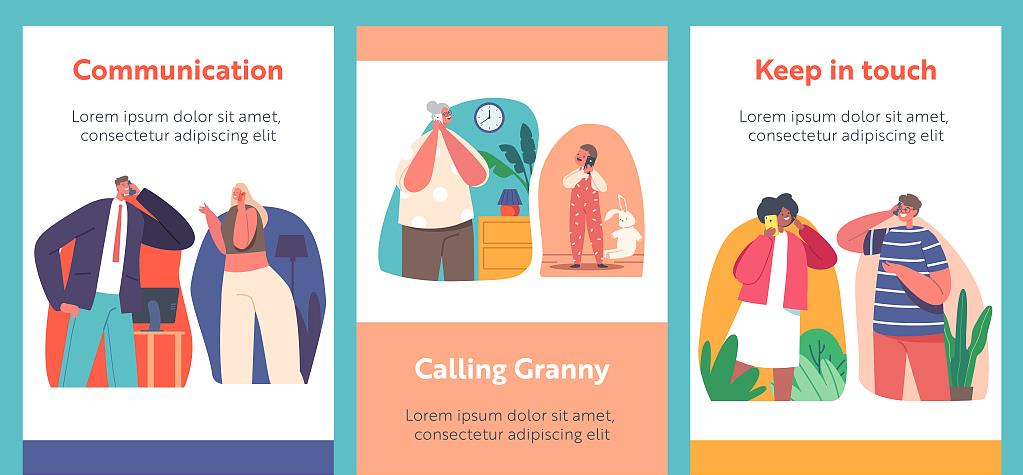 Communication
Lorem ipsum dolor sit amet,
consectetur adipiscing elit
Calling Granny
Lorem ipsum dolor sit amet,
consectetur adipiscing elit
Keep in touch
Lorem ipsum dolor sit amet,
consectetur adipiscing elit